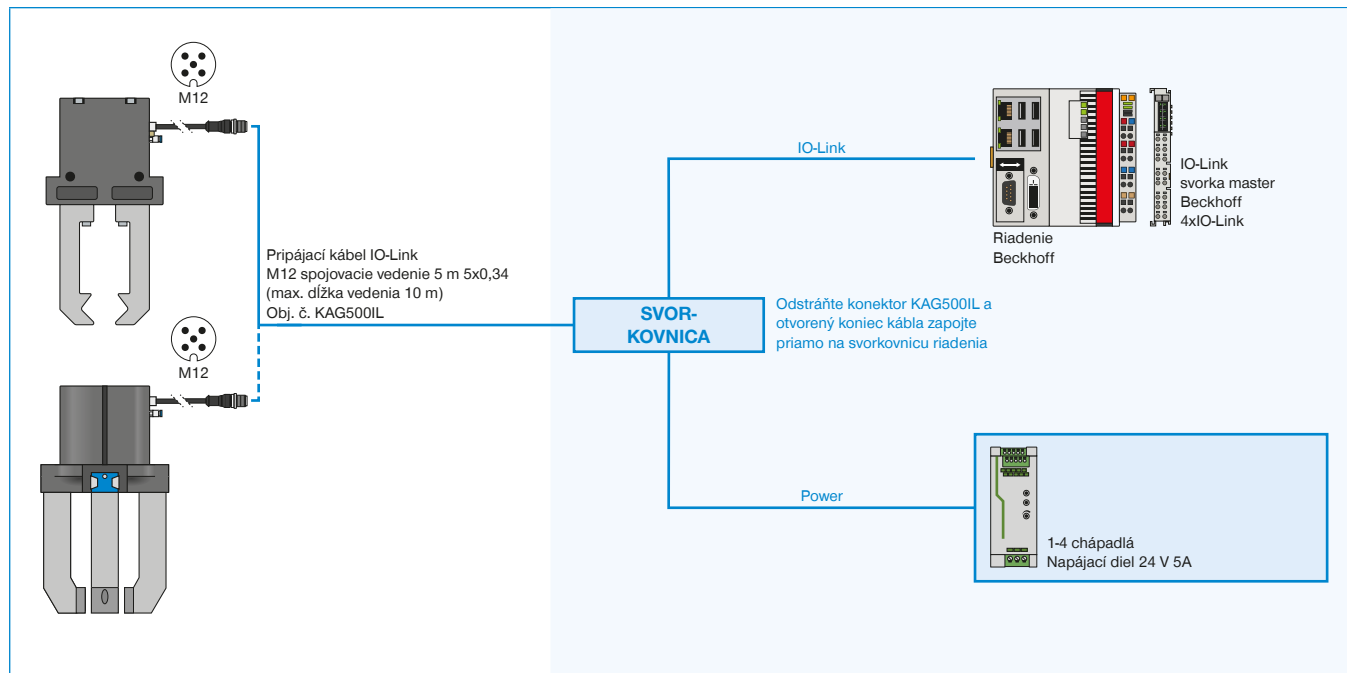 M12
Pripájací kábel IO-Link
M12 spojovacie vedenie 5 m 5x0,34
(max. dĺžka vedenia 10 m)
Obj. č. KAG500IL
M12
SVOR-
KOVNICA
Odstráňte konektor KAG500IL a
otvorený koniec kábla zapojte
priamo na svorkovnicu riadenia
IO-Link
Riadenie
Beckhoff
IO-Link
svorka master
Beckhoff
4xIO-Link
Power
1-4 chápadlá
Napájací diel 24 V 5A